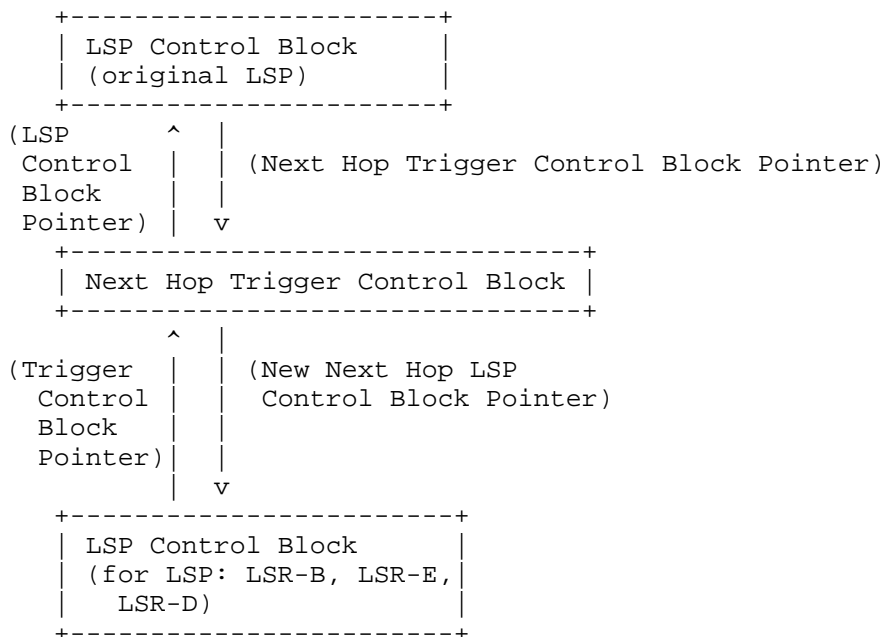 LSP Control Block
(original LSP)
(LSP
Control (Next Hop Trigger Control Block Pointer)
Block
Pointer)
Next Hop Trigger Control Block
(Trigger (New Next Hop LSP
Control Control Block Pointer)
Block
Pointer)
LSP Control Block
(for LSP: LSR-B, LSR-E,
LSR-D)